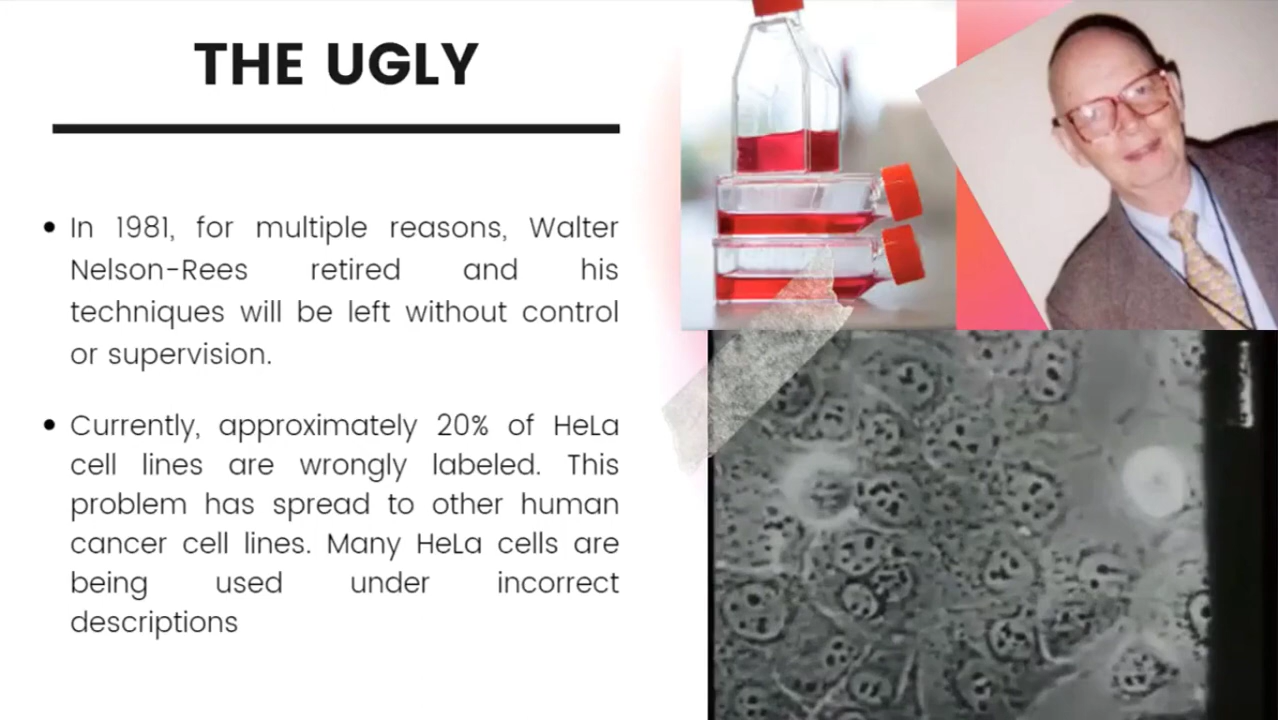 THE UGLY
In 1981, for multiple reasons, Walter
Nelson-Rees retired and his
techniques will be left without control
or supervision.
Currently, approximately 20% of HeLa
cell lines are wrongly labeled. This
problem has spread to other human
cancer cell lines. Many HeLa cells are
being used under incorrect
descriptions